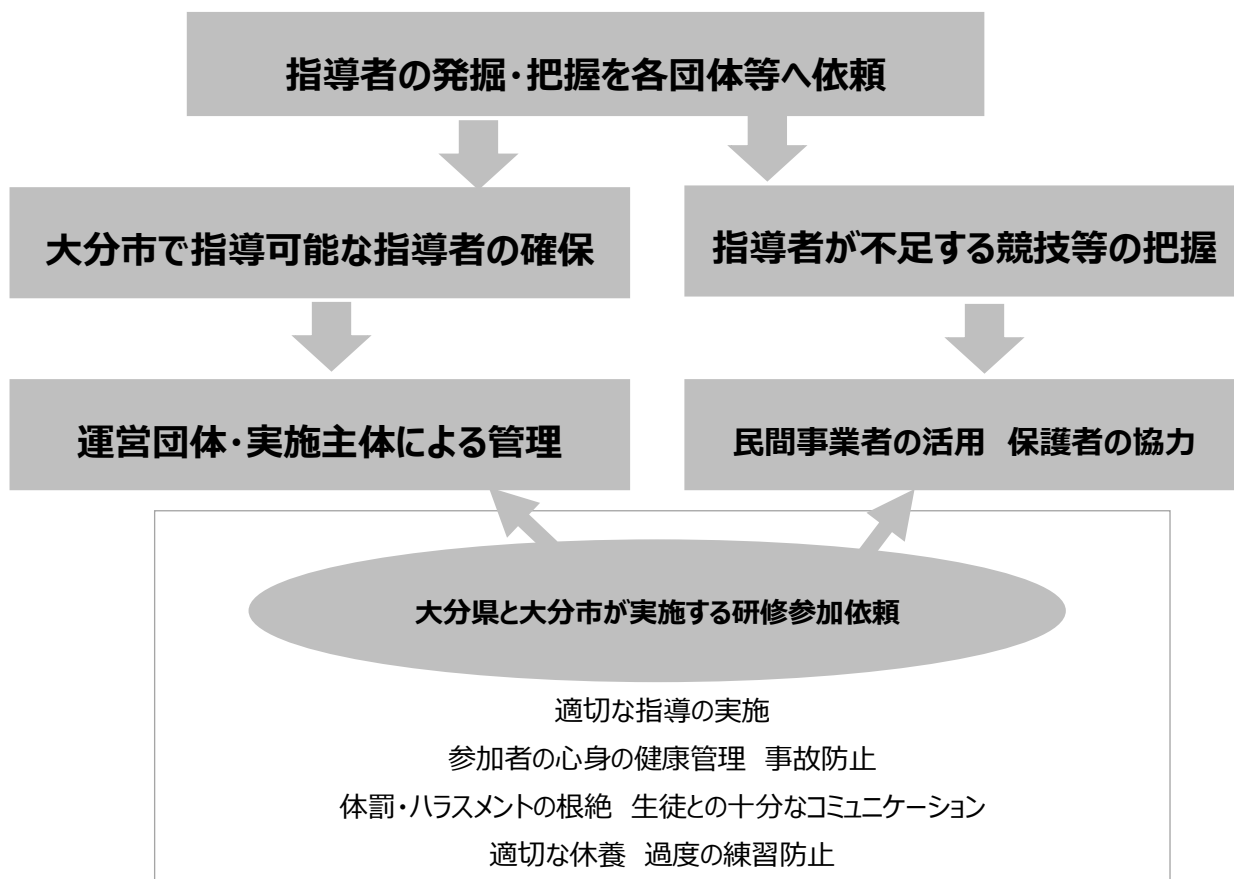 指導者の発掘・把握を各団体等へ依頼
大分市で指導可能な指導者の確保
指導者が不足する競技等の把握
運営団体・実施主体による管理
民間事業者の活用　保護者の協力
大分県と大分市が実施する研修参加依頼
適切な指導の実施
参加者の心身の健康管理　事故防止
体罰・ハラスメントの根絶　生徒との十分なコミュニケーション
適切な休養　過度の練習防止